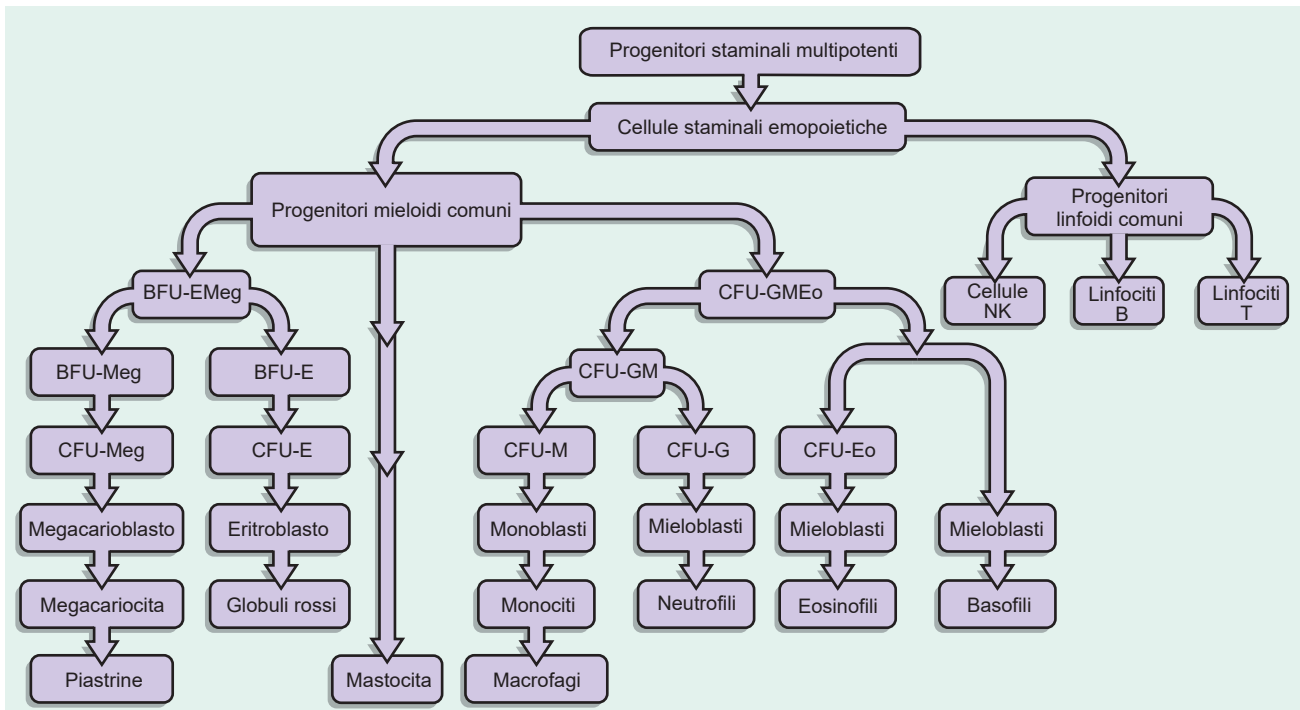 Progenitori staminali multipotenti
Cellule staminali emopoietiche
Progenitori mieloidi comuni
Progenitori
linfoidi comuni
BFU-EMeg
CFU-GMEo
Cellule
NK
Linfociti
B
Linfociti
T
BFU-Meg
BFU-E
CFU-GM
CFU-Meg
CFU-E
CFU-M
CFU-G
CFU-Eo
Megacarioblasto
Eritroblasto
Monoblasti
Mieloblasti
Mieloblasti
Mieloblasti
Megacariocita
Globuli rossi
Monociti
Neutrofili
Eosinofili
Basofili
Piastrine
Mastocita
Macrofagi